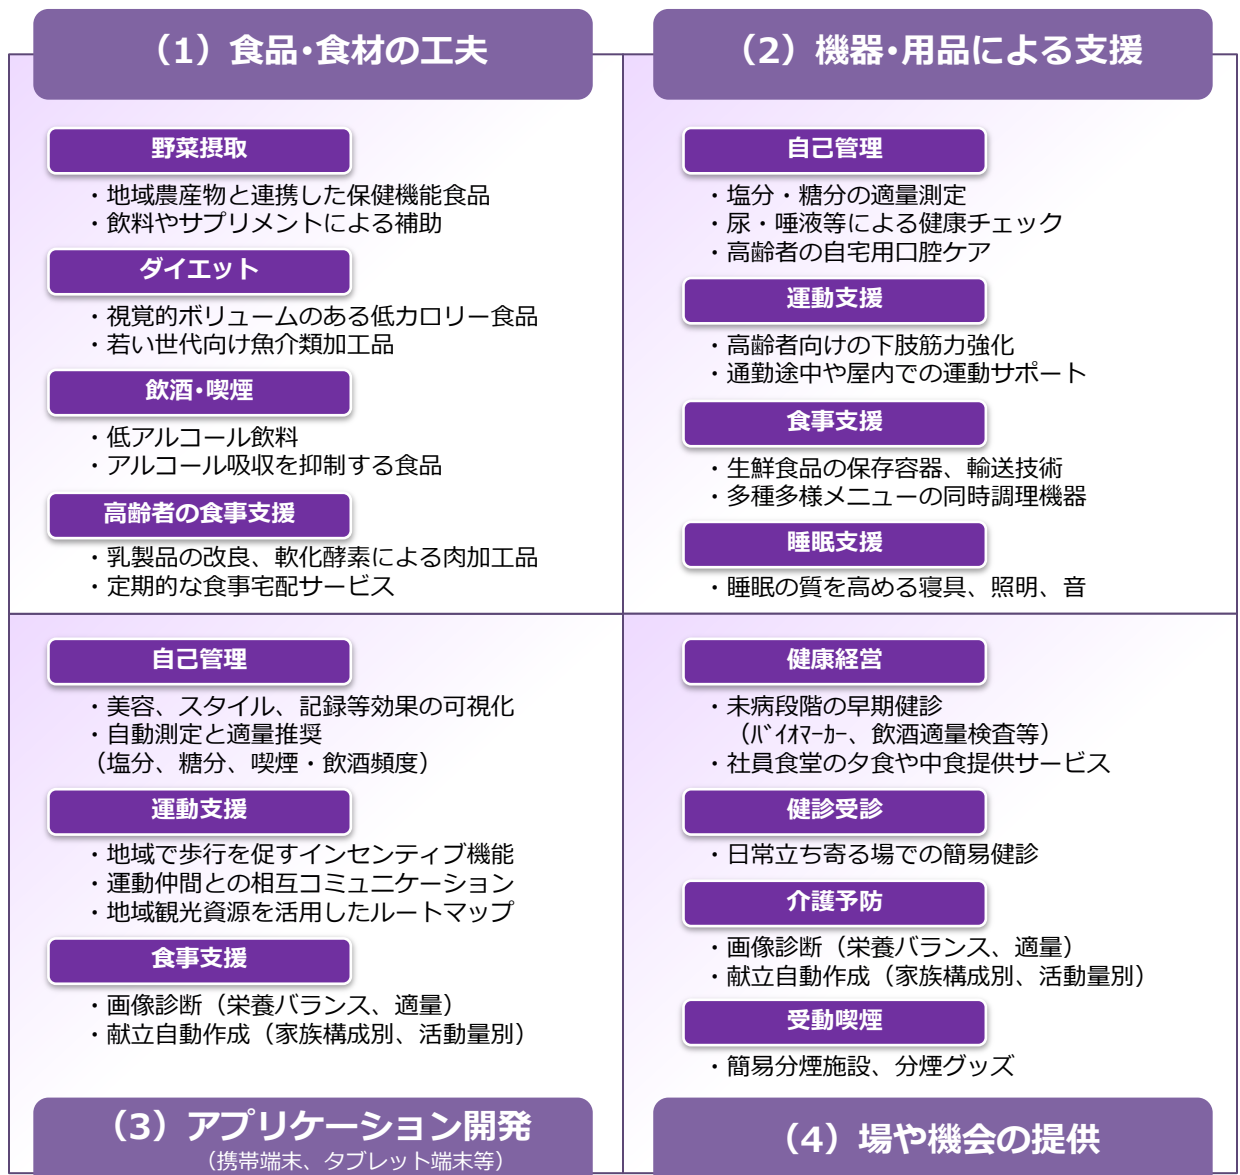 （1）食品･食材の工夫
野菜摂取
・地域農産物と連携した保健機能食品
・飲料やサプリメントによる補助
ダイエット
・視覚的ボリュームのある低カロリー食品
・若い世代向け魚介類加工品
飲酒･喫煙
・低アルコール飲料
・アルコール吸収を抑制する食品
高齢者の食事支援
・乳製品の改良、軟化酵素による肉加工品
・定期的な食事宅配サービス
（2）機器･用品による支援
自己管理
・塩分・糖分の適量測定
・尿・唾液等による健康チェック
・高齢者の自宅用口腔ケア
運動支援
・高齢者向けの下肢筋力強化
・通勤途中や屋内での運動サポート
食事支援
・生鮮食品の保存容器、輸送技術
・多種多様メニューの同時調理機器
睡眠支援
・睡眠の質を高める寝具、照明、音
自己管理
・美容、スタイル、記録等効果の可視化
・自動測定と適量推奨
（塩分、糖分、喫煙・飲酒頻度）
運動支援
・地域で歩行を促すインセンティブ機能
・運動仲間との相互コミュニケーション
・地域観光資源を活用したルートマップ
食事支援
・画像診断（栄養バランス、適量）
・献立自動作成（家族構成別、活動量別）
（3）アプリケーション開発
（携帯端末、タブレット端末等）
健康経営
・未病段階の早期健診
（ﾊﾞｲｵﾏｰｶｰ、飲酒適量検査等）
・社員食堂の夕食や中食提供サービス
健診受診
・日常立ち寄る場での簡易健診
介護予防
・画像診断（栄養バランス、適量）
・献立自動作成（家族構成別、活動量別）
受動喫煙
・簡易分煙施設、分煙グッズ
（4）場や機会の提供